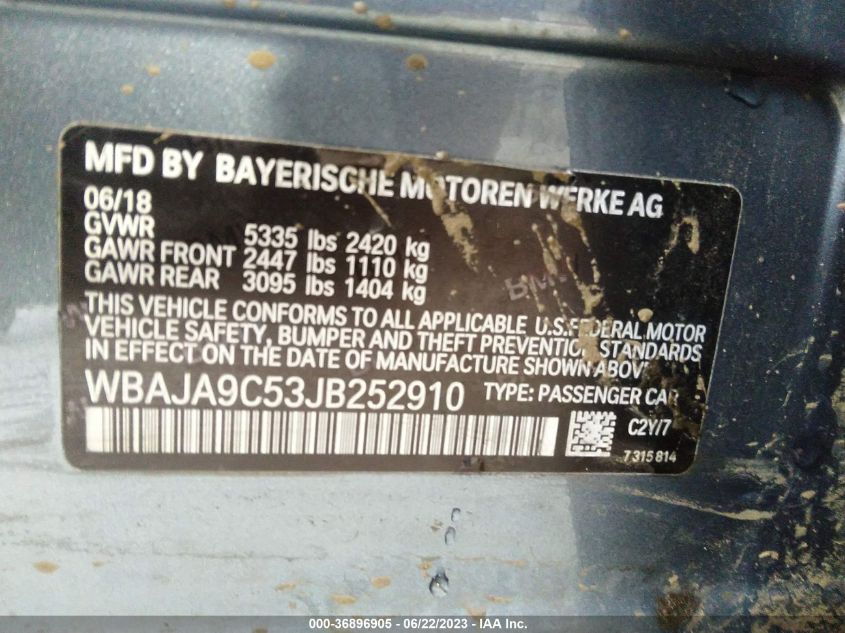 MFD BY BAYERISCHE MOTOREN WERKE AG
06/18
GVWR 5335 lbs 2420 kg
GAWR FRONT 2447 lbs 1110 kg
GAWR REAR 3095 lbs 1404 kg
THIS VEHICLE CONFORMS TO ALL APPLICABLE U.S.FEDERAL MOTOR
VEHICLE SAFETY, BUMPER AND THEFT PREVENTION STANDARDS
IN EFFECT ON THE DATE OF MANUFACTURE SHOWN ABOVE
WBAJA9C53JB252910 TYPE: PASSENGER CAR
C2Y/7
7 315 814
000-36896905 - 06/22/2023 - IAA Inc.